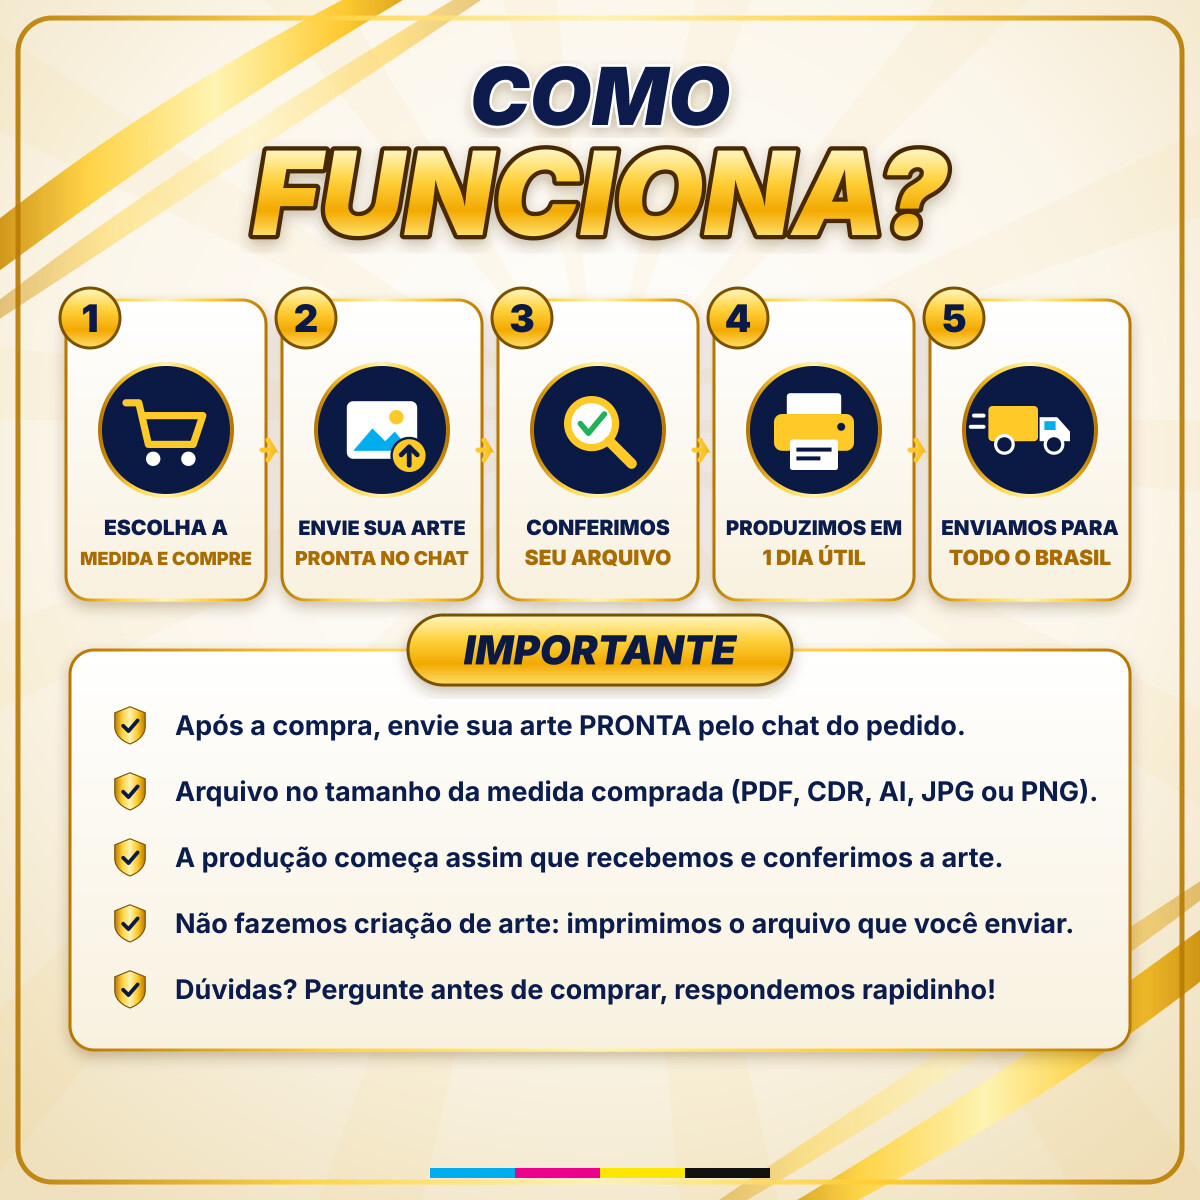 COMO
FUNCIONA?
1
ESCOLHA A
MEDIDA E COMPRE
2
ENVIE SUA ARTE
PRONTA NO CHAT
3
CONFERIMOS
SEU ARQUIVO
4
PRODUZIMOS EM
1 DIA ÚTIL
5
ENVIAMOS PARA
TODO O BRASIL
IMPORTANTE
Após a compra, envie sua arte PRONTA pelo chat do pedido.
Arquivo no tamanho da medida comprada (PDF, CDR, AI, JPG ou PNG).
A produção começa assim que recebemos e conferimos a arte.
Não fazemos criação de arte: imprimimos o arquivo que você enviar.
Dúvidas? Pergunte antes de comprar, respondemos rapidinho!